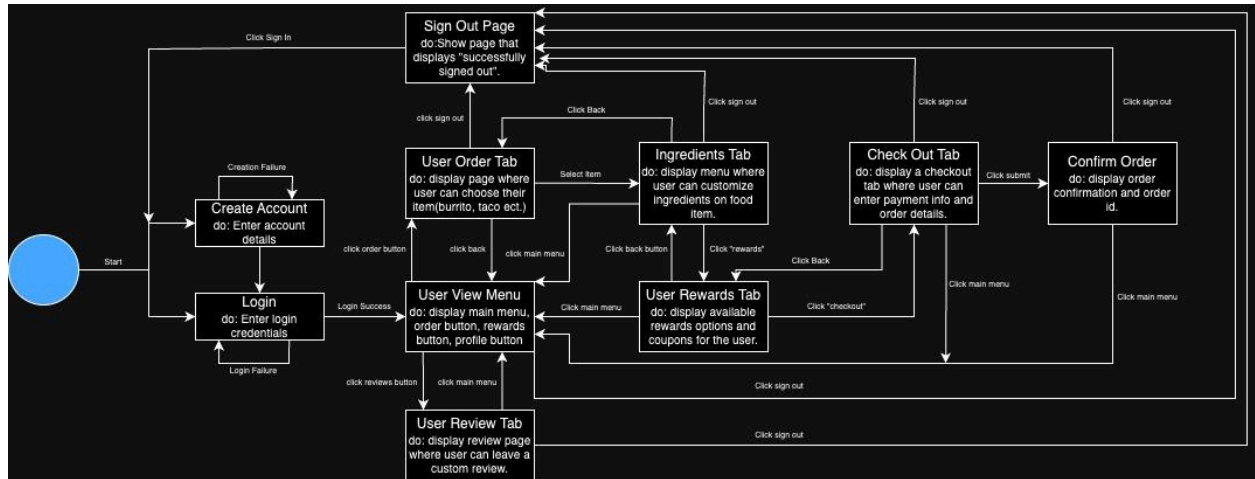 Sign Out Page
do:Show page that
displays "successfully
signed out".
Click Sign In
click sign out
Click Back
Click sign out
Click sign out
Click sign out
User Order Tab
do: display page where
user can choose their
item(burrito, taco ect.)
Select Item
Ingredients Tab
do: display menu where
user can customize
ingredients on food
item.
Check Out Tab
do: display a checkout
tab where user can
enter payment info and
order details.
Click submit
Confirm Order
do: display order
confirmation and order
id.
Creation Failure
Create Account
do: Enter account
details
Start
click order button
click back
click main menu
Click back button
Click "rewards"
Click Back
Click main menu
Click main menu
Login
do: Enter login
credentials
Login Success
Login Failure
User View Menu
do: display main menu,
order button, rewards
button, profile button
Click main menu
User Rewards Tab
do: display available
rewards options and
coupons for the user.
Click "checkout"
click reviews button
click main menu
Click sign out
User Review Tab
do: display review page
where user can leave a
custom review.
Click sign out